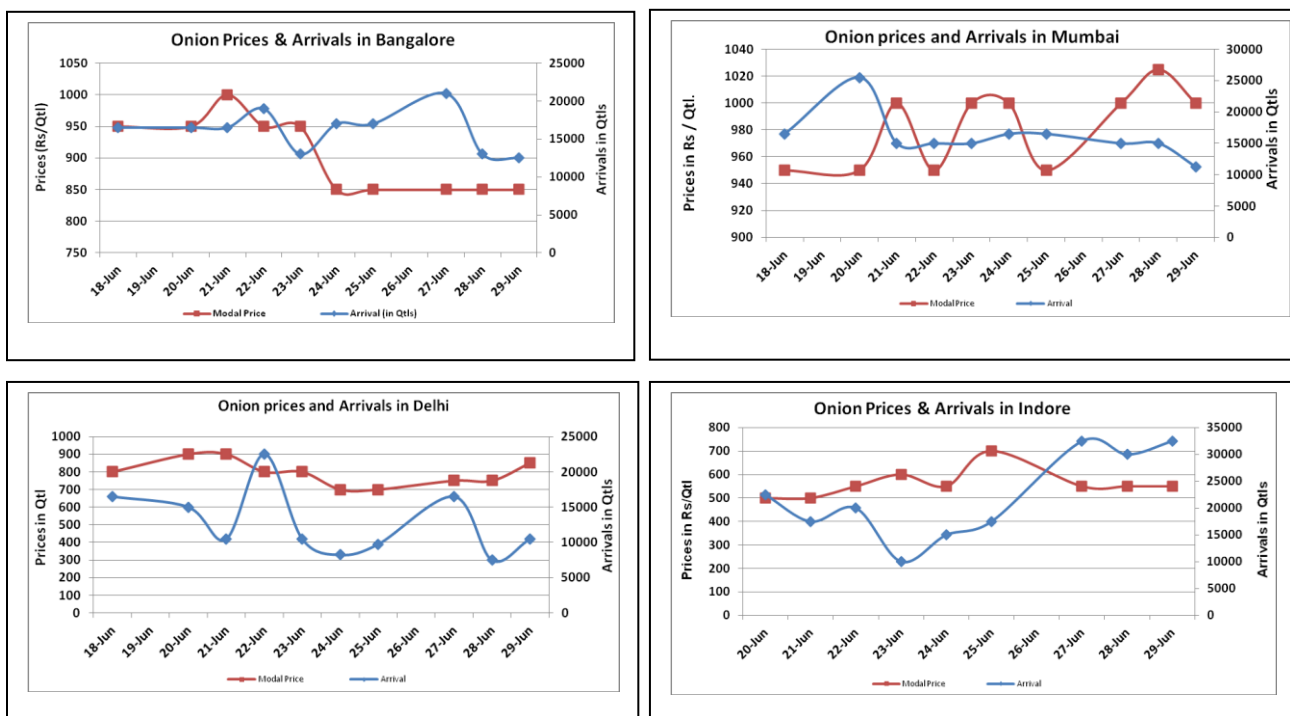 Onion Prices & Arrivals in Bangalore
Prices (Rs/Qtl)
1050
1000
950
900
850
800
750
25000
20000
15000
10000
5000
0
Arrivals in Qtls
18-Jun
19-Jun
20-Jun
21-Jun
22-Jun
23-Jun
24-Jun
25-Jun
26-Jun
27-Jun
28-Jun
29-Jun
Modal Price Arrival (in Qtls)
Onion prices and Arrivals in Mumbai
Prices in Rs / Qtl.
1040
1020
1000
980
960
940
920
900
30000
25000
20000
15000
10000
5000
0
Arrivals in Qtls
18-Jun
19-Jun
20-Jun
21-Jun
22-Jun
23-Jun
24-Jun
25-Jun
26-Jun
27-Jun
28-Jun
29-Jun
Modal Price Arrival
Onion prices and Arrivals in Delhi
Prices in Qtl
1000
900
800
700
600
500
400
300
200
100
0
25000
20000
15000
10000
5000
0
Arrivals in Qtls
18-Jun
19-Jun
20-Jun
21-Jun
22-Jun
23-Jun
24-Jun
25-Jun
26-Jun
27-Jun
28-Jun
29-Jun
Modal Price Arrival
Onion Prices & Arrivals in Indore
Prices in Rs/Qtl
800
700
600
500
400
300
200
100
0
35000
30000
25000
20000
15000
10000
5000
0
Arrivals in Qtls
20-Jun
21-Jun
22-Jun
23-Jun
24-Jun
25-Jun
26-Jun
27-Jun
28-Jun
29-Jun
Modal Price Arrival